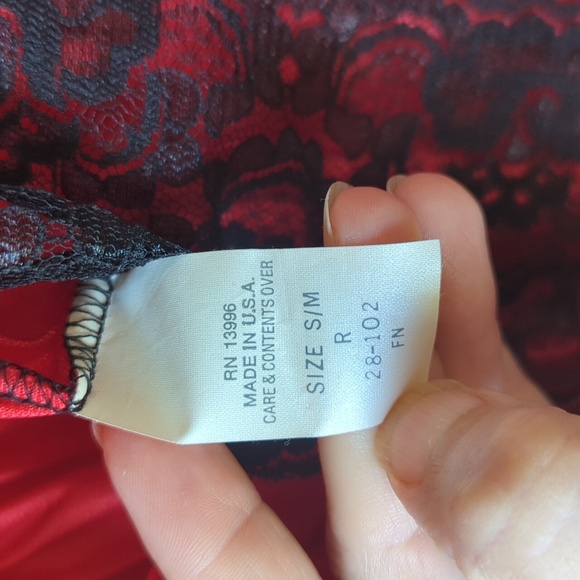 RN 13996
MADE IN U.S.A.
CARE & CONTENTS OVER
SIZE S/M
R
28-102
FN